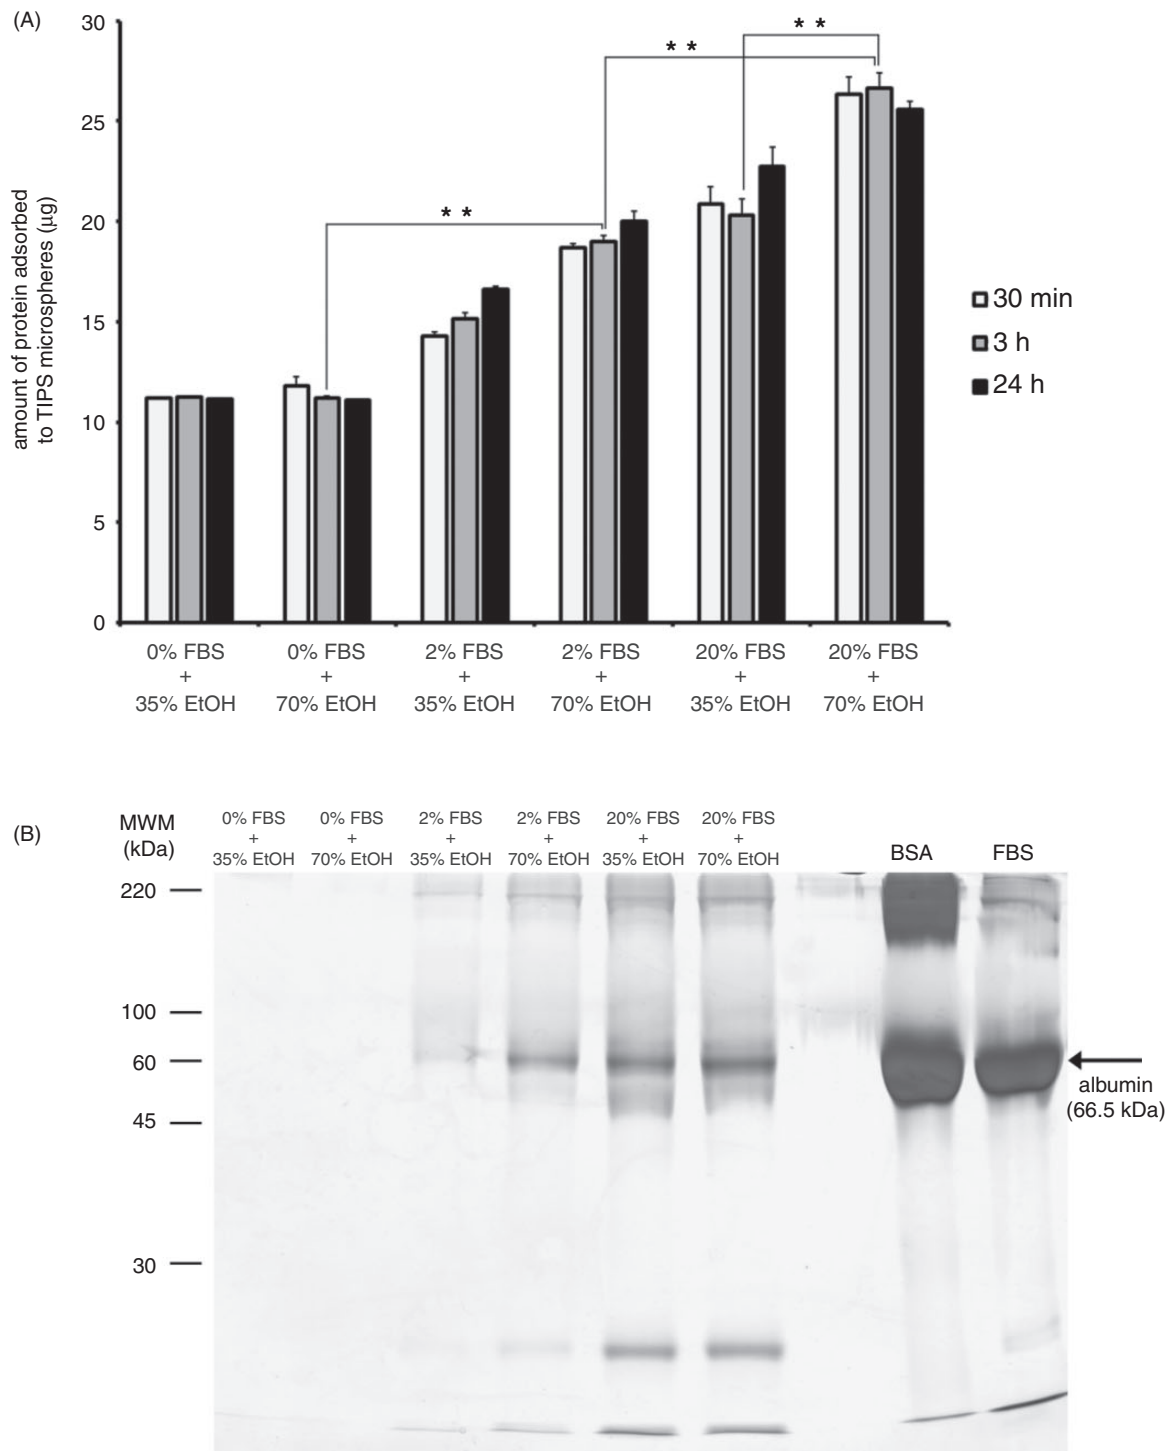 (A)
30
25
20
15
10
5
0
amount of protein adsorbed
to TIPS microspheres (µg)
* *
* *
* *
30 min
3 h
24 h
0% FBS
+
35% EtOH
0% FBS
+
70% EtOH
2% FBS
+
35% EtOH
2% FBS
+
70% EtOH
20% FBS
+
35% EtOH
20% FBS
+
70% EtOH
(B)
MWM
(kDa)
0% FBS
+
35% EtOH
0% FBS
+
70% EtOH
2% FBS
+
35% EtOH
2% FBS
+
70% EtOH
20% FBS
+
35% EtOH
20% FBS
+
70% EtOH
BSA
FBS
220
100
60
45
30
albumin
(66.5 kDa)